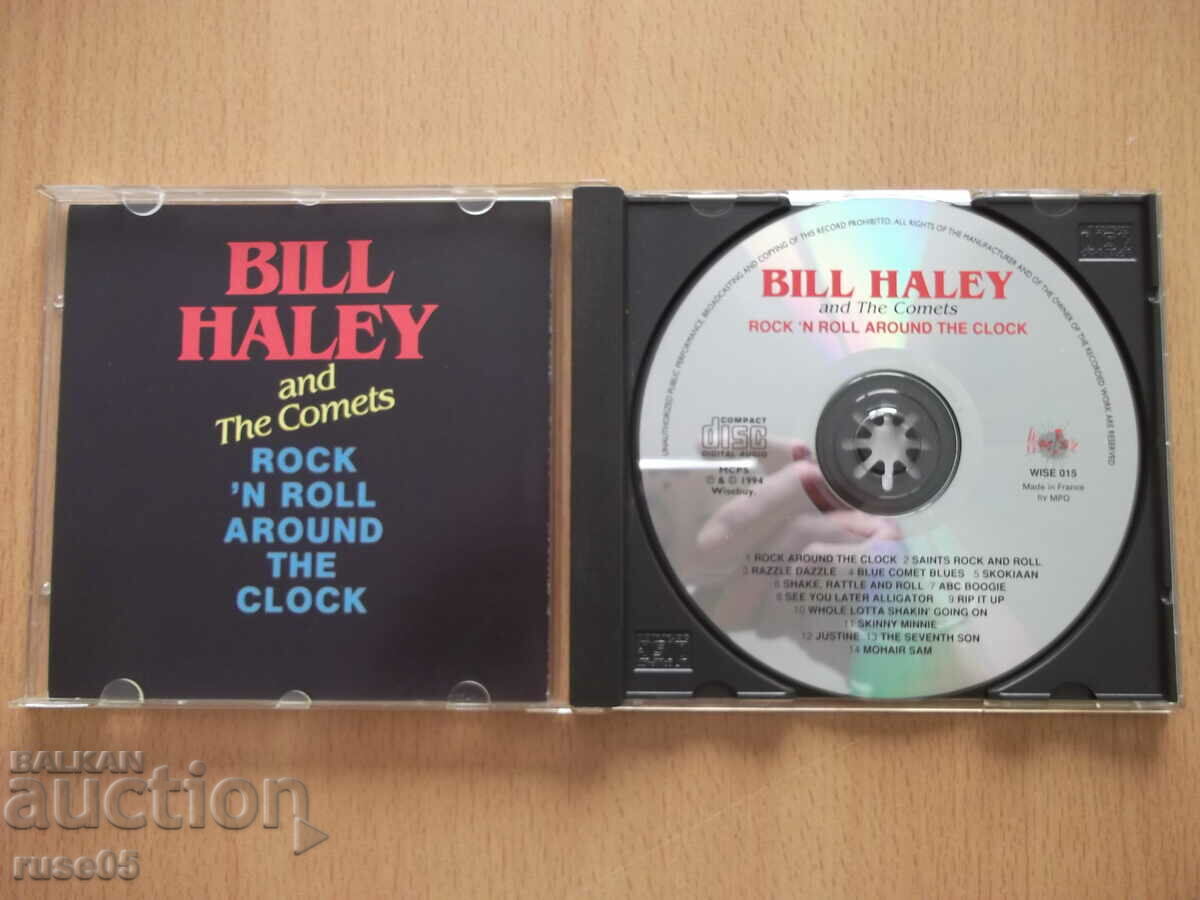 BILL
HALEY
and
The Comets
ROCK
'N ROLL
AROUND
THE
CLOCK
UNAUTHORIZED PUBLIC PERFORMANCE, BROADCASTING AND COPYING OF THIS RECORD PROHIBITED. ALL RIGHTS OF THE MANUFACTURER AND OF THE OWNER OF THE RECORDED WORK ARE RESERVED
BILL HALEY
and The Comets
ROCK 'N ROLL AROUND THE CLOCK
COMPACT
disc
DIGITAL AUDIO
MCPS
℗ & © 1994
Wisebuy.
WISE 015
Made in France
by MPO
1 ROCK AROUND THE CLOCK 2 SAINTS ROCK AND ROLL
3 RAZZLE DAZZLE 4 BLUE COMET BLUES 5 SKOKIAAN
6 SHAKE, RATTLE AND ROLL 7 ABC BOOGIE
8 SEE YOU LATER ALLIGATOR 9 RIP IT UP
10 WHOLE LOTTA SHAKIN' GOING ON
11 SKINNY MINNIE
12 JUSTINE 13 THE SEVENTH SON
14 MOHAIR SAM
BALKAN
auction
ruse05